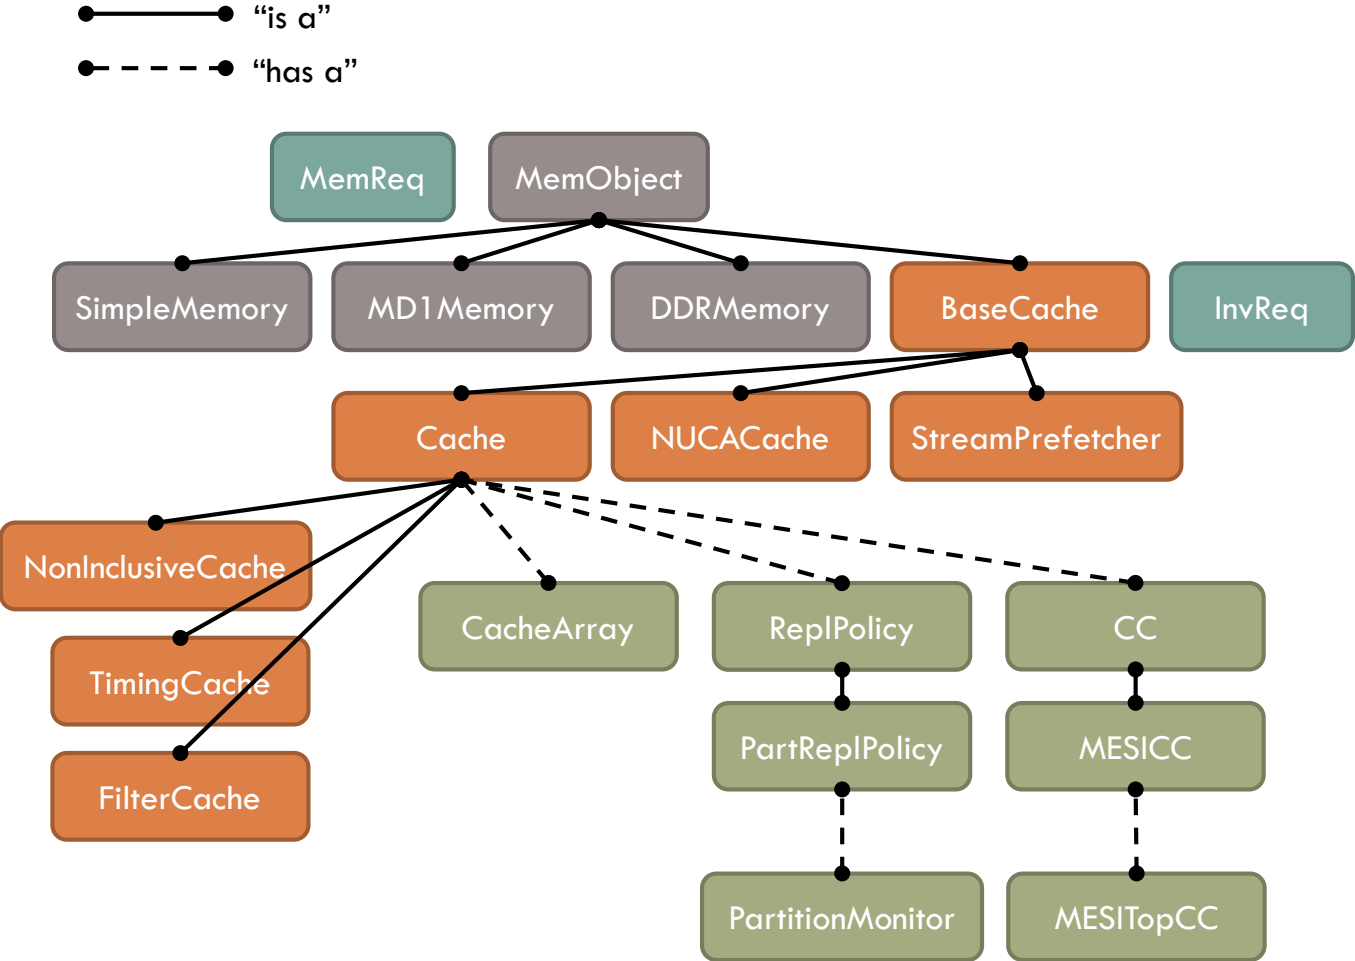 “is a”
“has a”
MemReq
MemObject
SimpleMemory
MD1Memory
DDRMemory
BaseCache
InvReq
Cache
NUCACache
StreamPrefetcher
NonInclusiveCache
TimingCache
FilterCache
CacheArray
ReplPolicy
CC
PartReplPolicy
MESICC
PartitionMonitor
MESITopCC